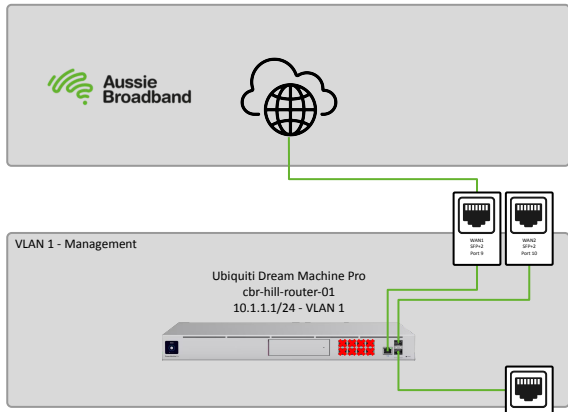 Aussie
Broadband
WAN1
SFP+2
Port 9
WAN2
SFP+2
Port 10
VLAN 1 - Management
Ubiquiti Dream Machine Pro
cbr-hill-router-01
10.1.1.1/24 - VLAN 1